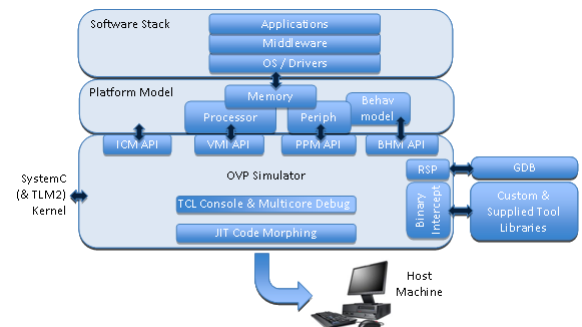 Software Stack
Applications
Middleware
OS / Drivers
Platform Model
Memory
Processor
Periph
Behav
model
ICM API
VMI API
PPM API
BHM API
SystemC
(& TLM2)
Kernel
OVP Simulator
RSP
GDB
TCL Console & Multicore Debug
Binary
Intercept
Custom &
Supplied Tool
Libraries
JIT Code Morphing
Host
Machine